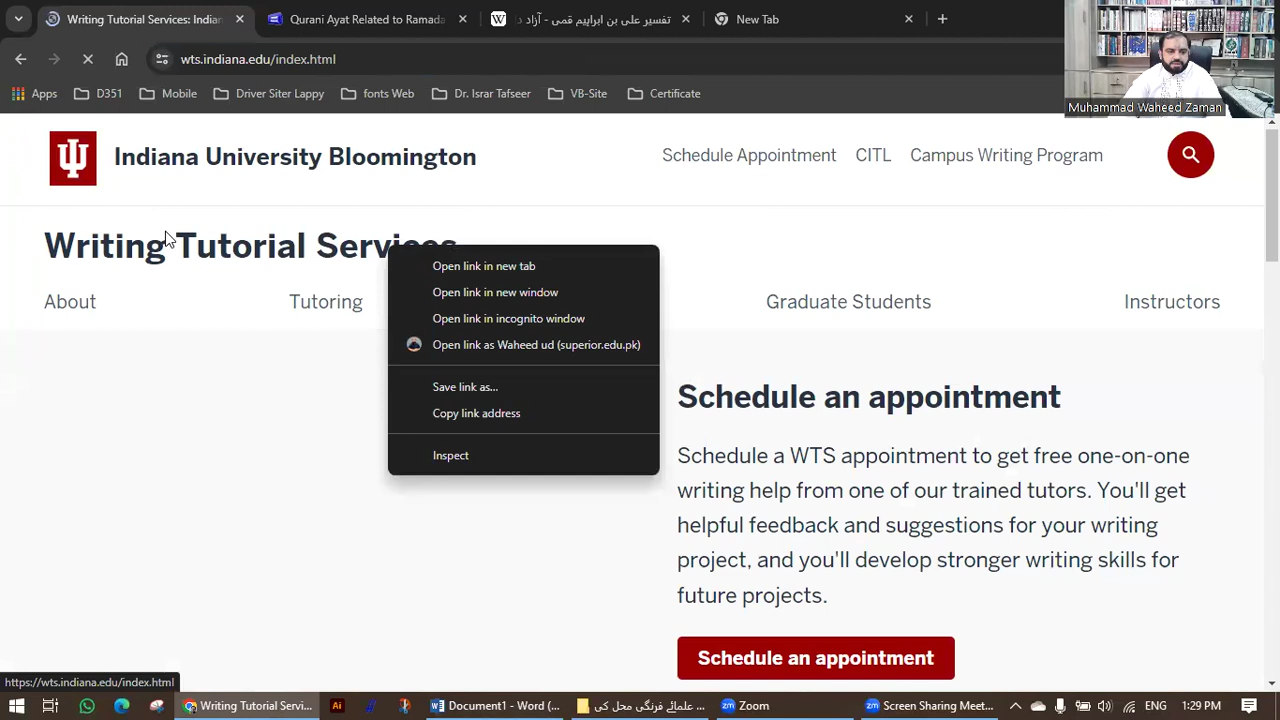 Writing Tutorial Services: Indian
Qurani Ayat Related to Ramada
تفسیر علی بن ابراہیم قمی - آزاد د
New Tab
wts.indiana.edu/index.html
Apps
D351
Mobile
Driver Siter Lappy
fonts Web
Dr. Israr Tafseer
VB-Site
Certificate
Muhammad Waheed Zaman
Indiana University Bloomington
Schedule Appointment
CITL
Campus Writing Program
Writing Tutorial Services
About
Tutoring
Graduate Students
Instructors
Open link in new tab
Open link in new window
Open link in incognito window
Open link as Waheed ud (superior.edu.pk)
Save link as...
Copy link address
Inspect
Schedule an appointment
Schedule a WTS appointment to get free one-on-one
writing help from one of our trained tutors. You'll get
helpful feedback and suggestions for your writing
project, and you'll develop stronger writing skills for
future projects.
Schedule an appointment
https://wts.indiana.edu/index.html
Writing Tutorial Servi...
Document1 - Word (...
علمائے فرنگی محل کی ...
Zoom
Screen Sharing Meet...
ENG
1:29 PM